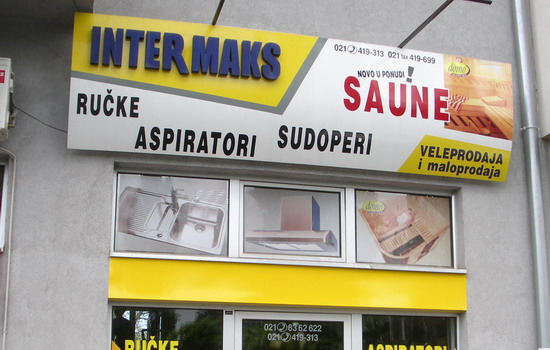 INTER MAKS
021 419-313 021 fax 419-699
NOVO U PONUDI!
SAUNE
domo
RUČKE
ASPIRATORI
SUDOPERI
VELEPRODAJA
i maloprodaja
021 63 62 622
021 419-313
RUČKE
ASPIRATORI